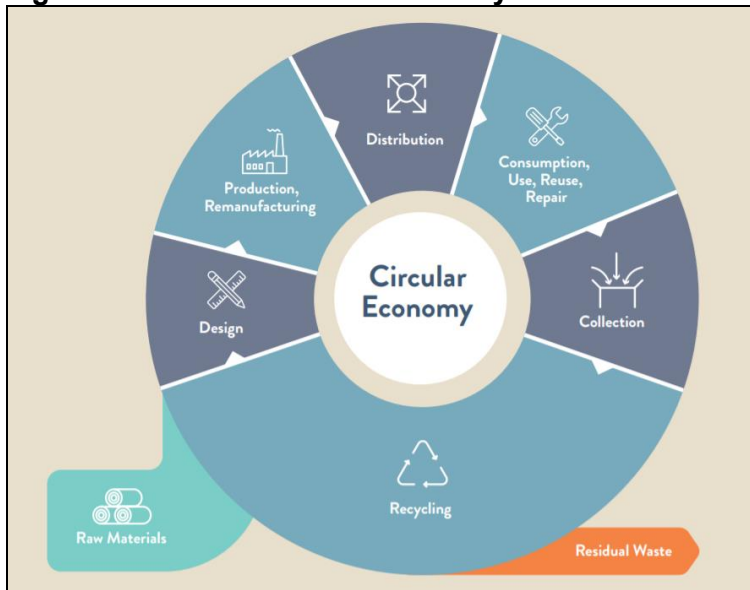 Distribution
Consumption,
Use, Reuse,
Repair
Production,
Remanufacturing
Circular
Economy
Design
Collection
Recycling
Raw Materials
Residual Waste